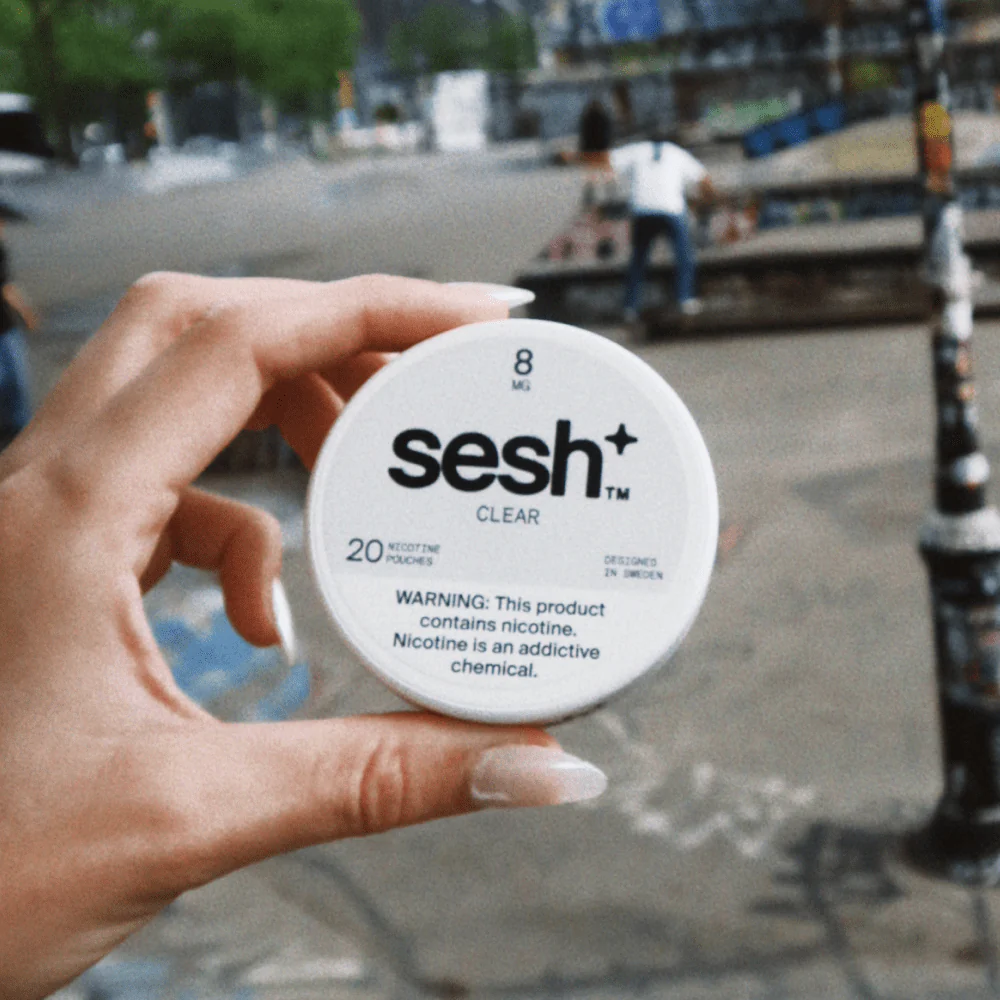 8
MG
sesh+™
CLEAR
20 NICOTINE
POUCHES
DESIGNED
IN SWEDEN
WARNING: This product
contains nicotine.
Nicotine is an addictive
chemical.